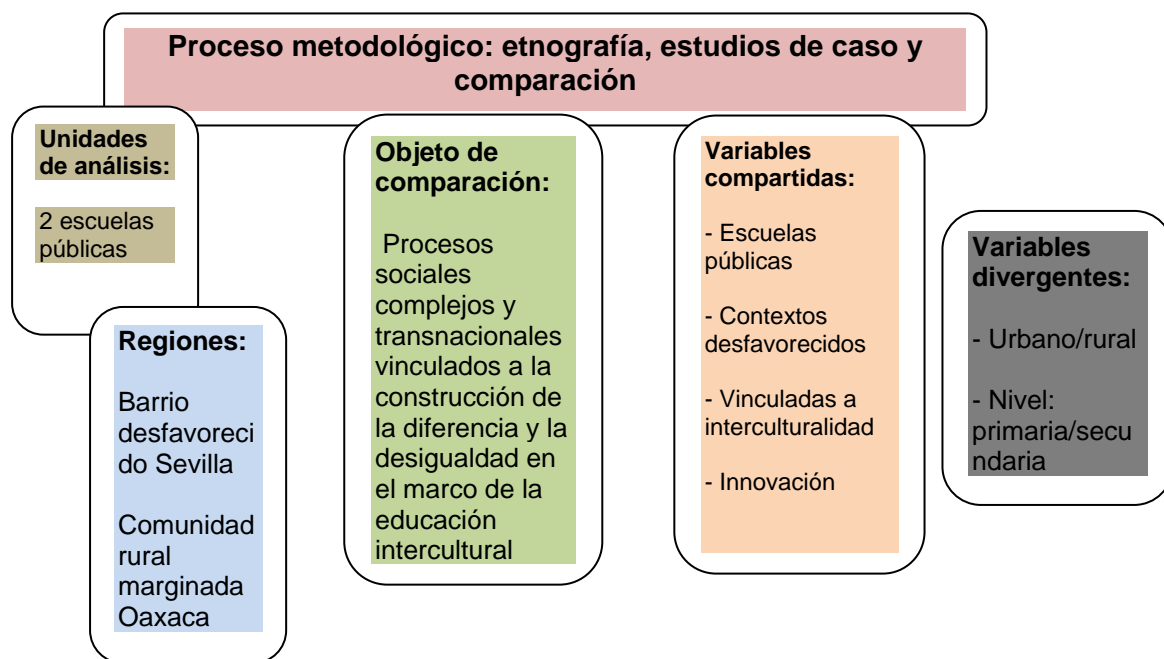 Proceso metodológico: etnografía, estudios de caso y
comparación
Unidades
de análisis:
2 escuelas
públicas
Regiones:
Barrio
desfavoreci
do Sevilla
Comunidad
rural
marginada
Oaxaca
Objeto de
comparación:
Procesos
sociales
complejos y
transnacionales
vinculados a la
construcción de
la diferencia y la
desigualdad en
el marco de la
educación
intercultural
Variables
compartidas:
- Escuelas
públicas
- Contextos
desfavorecidos
- Vinculadas a
interculturalidad
- Innovación
Variables
divergentes:
- Urbano/rural
- Nivel:
primaria/secu
ndaria